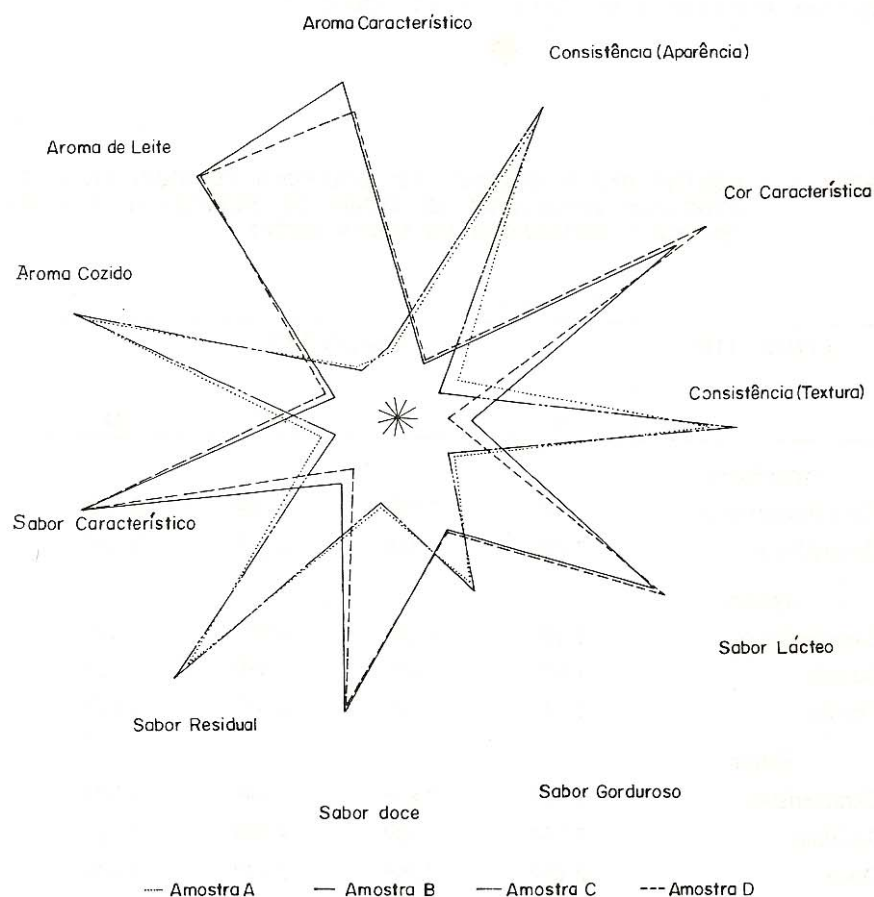 Aroma Característico
Consistência (Aparência)
Aroma de Leite
Cor Característica
Aroma Cozido
Consistência (Textura)
Sabor Característico
Sabor Lácteo
Sabor Residual
Sabor Gorduroso
Sabor doce
Amostra A Amostra B Amostra C Amostra D